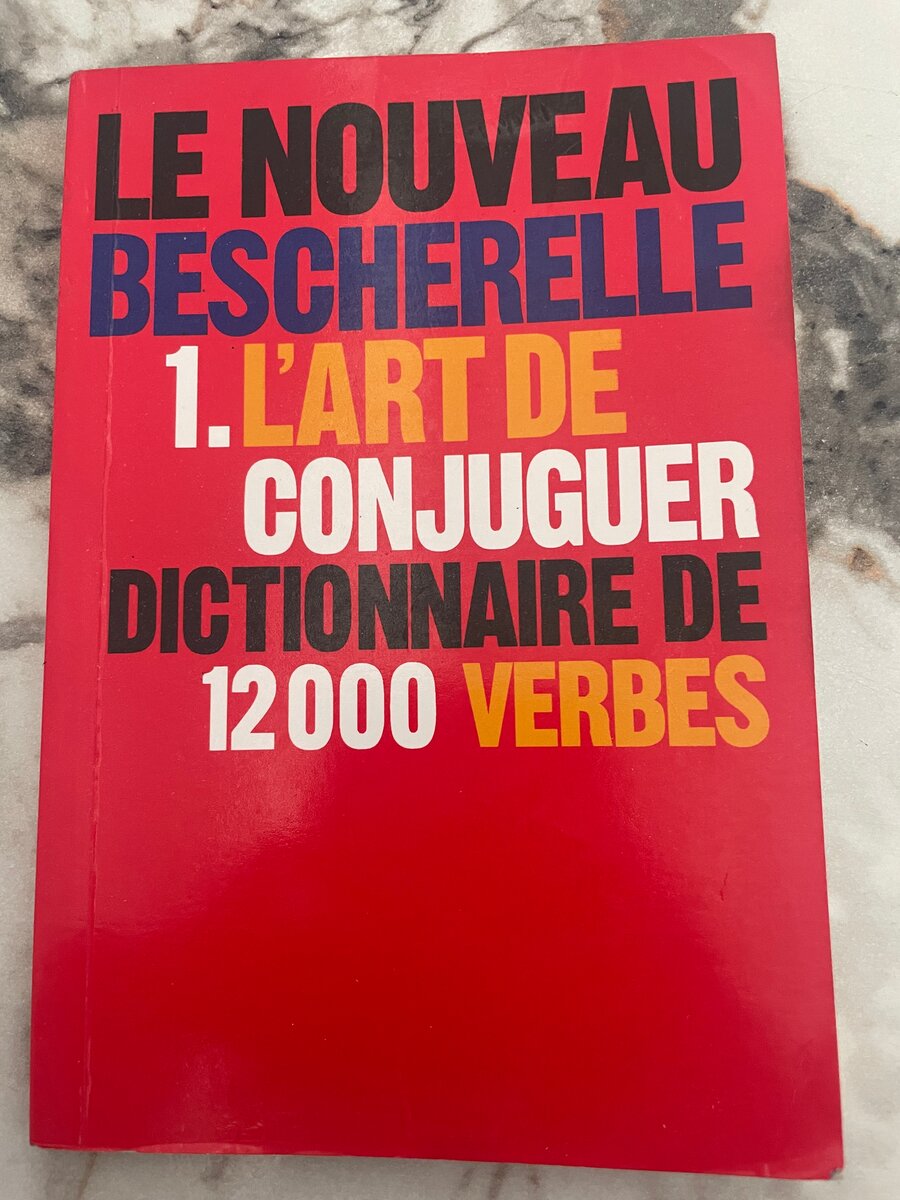 LE NOUVEAU
BESCHERELLE
1. L'ART DE
CONJUGUER
DICTIONNAIRE DE
12000 VERBES